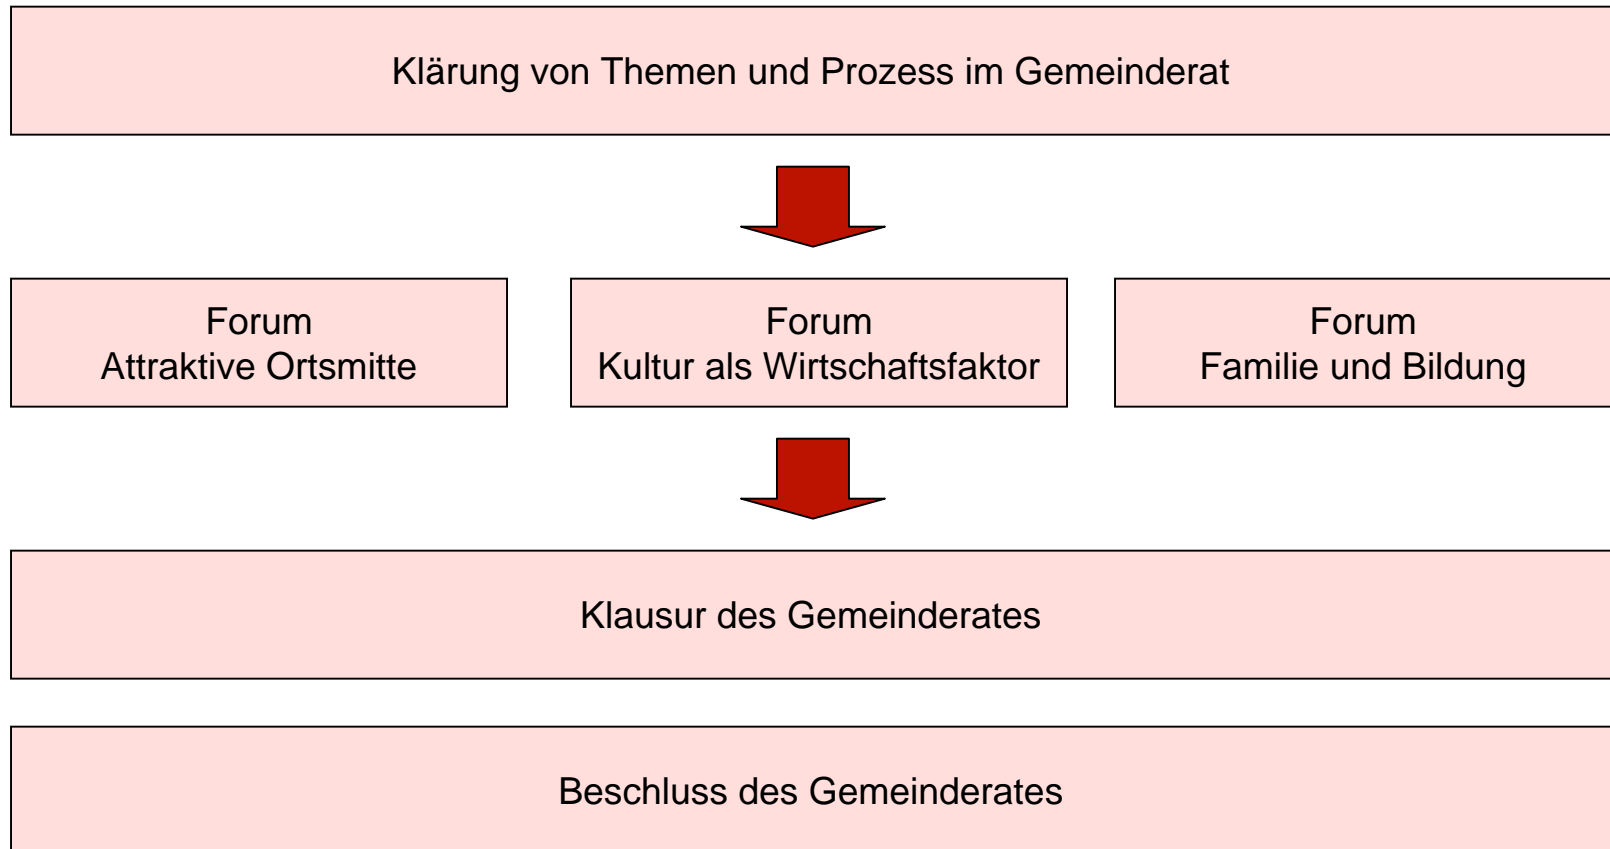 Klärung von Themen und Prozess im Gemeinderat
Forum
Attraktive Ortsmitte
Forum
Kultur als Wirtschaftsfaktor
Forum
Familie und Bildung
Klausur des Gemeinderates
Beschluss des Gemeinderates